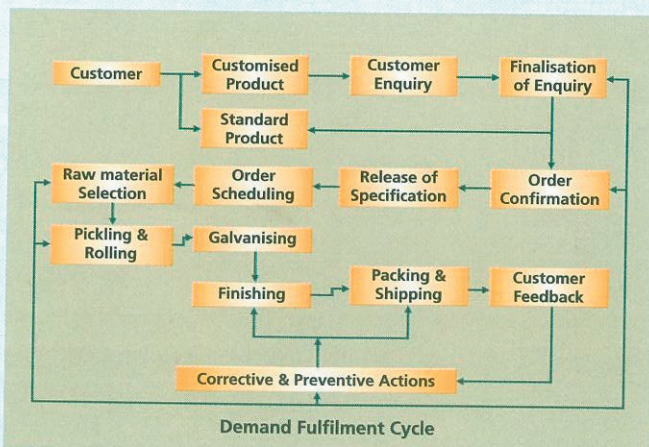 Customer
Customised
Product
Customer
Enquiry
Finalisation
of Enquiry
Standard
Product
Raw material
Selection
Order
Scheduling
Release of
Specification
Order
Confirmation
Pickling &
Rolling
Galvanising
Finishing
Packing &
Shipping
Customer
Feedback
Corrective & Preventive Actions
Demand Fulfilment Cycle